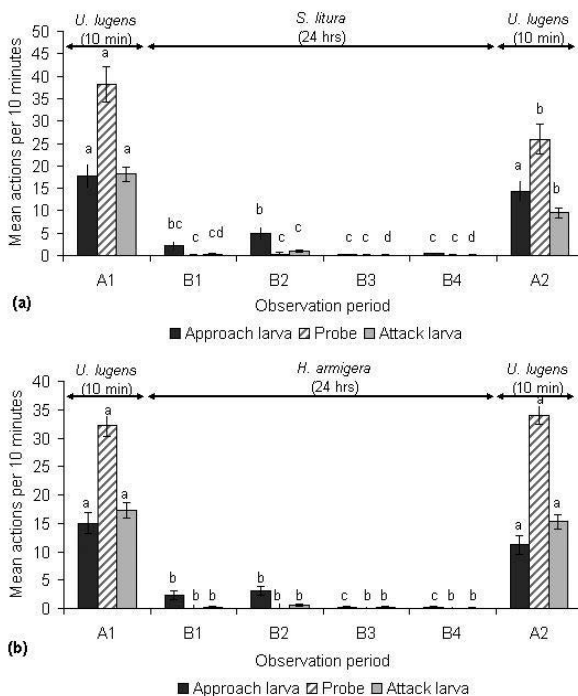 U. lugens S. litura U. lugens
(10 min) (24 hrs) (10 min)
50
45
40
35
30
25
20
15
10
5
0
Mean actions per 10 minutes
a a a
bc c cd
b c c
c c d
c c d
a b b
A1 B1 B2 B3 B4 A2
(a)
Observation period
Approach larva Probe Attack larva
U. lugens H. armigera U. lugens
(10 min) (24 hrs) (10 min)
40
35
30
25
20
15
10
5
0
Mean actions per 10 minutes
a a a
b b b
b b b
c b b
c b b
a a a
A1 B1 B2 B3 B4 A2
(b)
Observation period
Approach larva Probe Attack larva